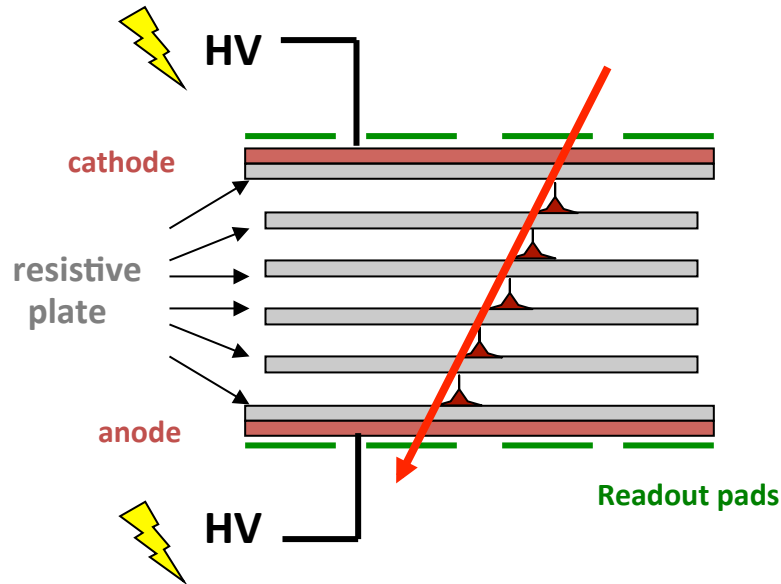 HV
cathode
resistive
plate
anode
Readout pads
HV